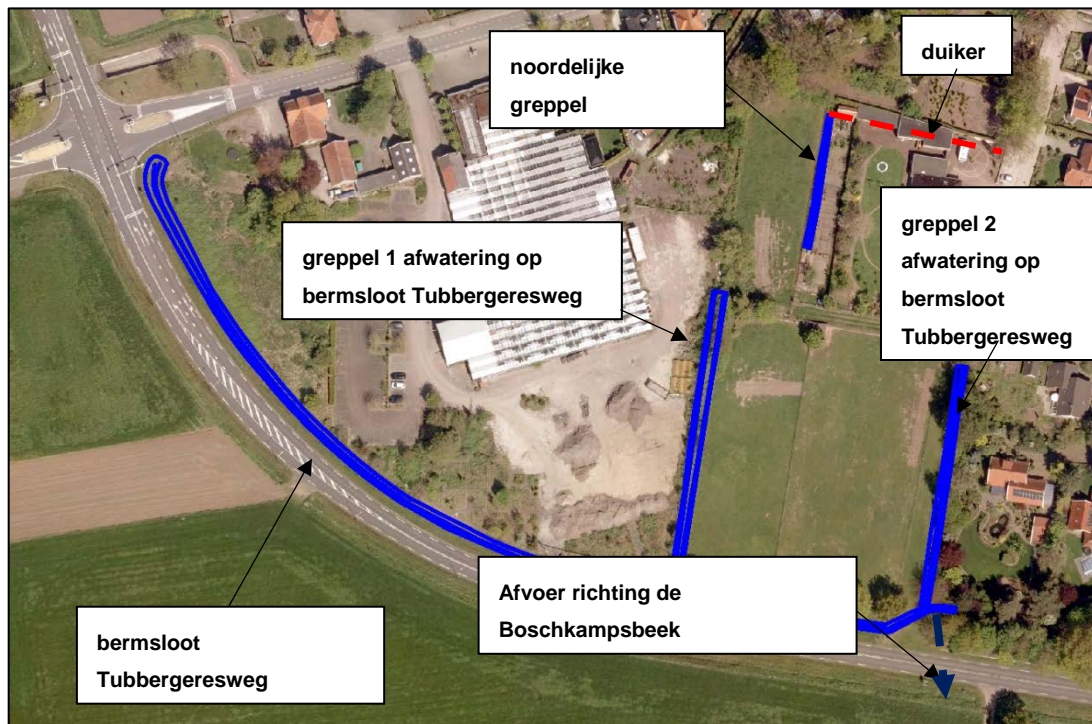 noordelijke
greppel
duiker
greppel 1 afwatering op
bermsloot Tubbergeresweg
greppel 2
afwatering op
bermsloot
Tubbergeresweg
Afvoer richting de
Boschkampsbeek
bermsloot
Tubbergeresweg